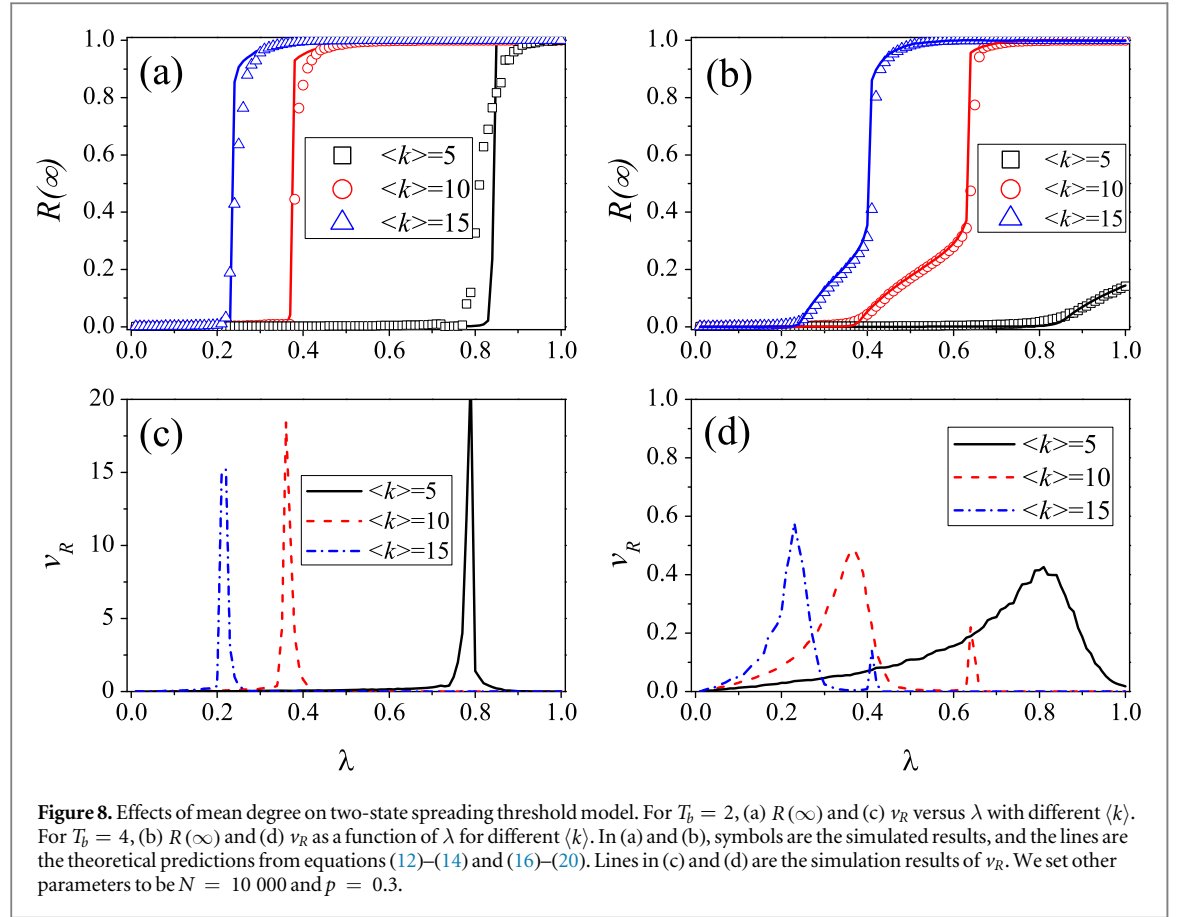 (a)
R(∞)
1.0
0.8
0.6
0.4
0.2
0.0
<k>=5
<k>=10
<k>=15
0.0 0.2 0.4 0.6 0.8 1.0
(b)
R(∞)
1.0
0.8
0.6
0.4
0.2
0.0
<k>=5
<k>=10
<k>=15
0.0 0.2 0.4 0.6 0.8 1.0
(c)
v_R
20
15
10
5
0
<k>=5
<k>=10
<k>=15
0.0 0.2 0.4 0.6 0.8 1.0
λ
(d)
v_R
1.0
0.8
0.6
0.4
0.2
0.0
<k>=5
<k>=10
<k>=15
0.0 0.2 0.4 0.6 0.8 1.0
λ
Figure 8. Effects of mean degree on two-state spreading threshold model. For T_b = 2, (a) R(∞) and (c) v_R versus λ with different ⟨k⟩.
For T_b = 4, (b) R(∞) and (d) v_R as a function of λ for different ⟨k⟩. In (a) and (b), symbols are the simulated results, and the lines are
the theoretical predictions from equations (12)–(14) and (16)–(20). Lines in (c) and (d) are the simulation results of v_R. We set other
parameters to be N = 10 000 and p = 0.3.